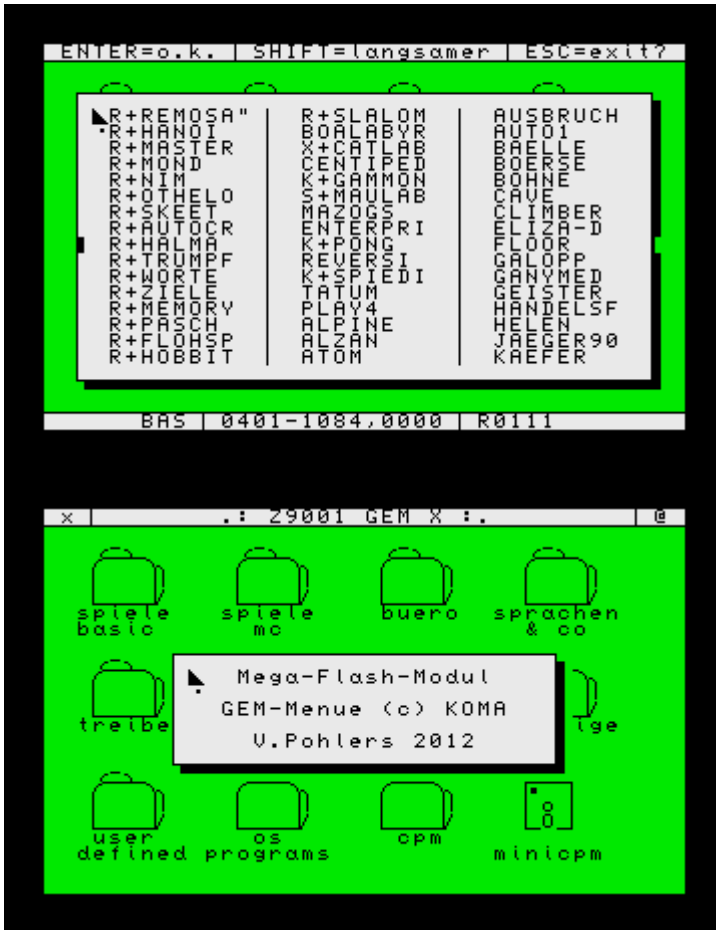 ENTER=o.k. | SHIFT=langsamer | ESC=exit?
R+REMOSA" R+SLALOM AUSBRUCH
R+HANOI BOALABYR AUTO1
R+MASTER X+CATLAB BAELLE
R+MOND CENTIPED BOERSE
R+NIM K+GAMMON BOHNE
R+OTHELO S+MAULAB CAVE
R+SKEET MAZOGS CLIMBER
R+AUTOCR ENTERPRI ELIZA-D
R+HALMA K+PONG FLOOR
R+TRUMPF REVERSI GALOPP
R+WORTE K+SPIEDI GANYMED
R+ZIELE TATUM GEISTER
R+MEMORY PLAY4 HANDELSF
R+PASCH ALPINE HELEN
R+FLOHSP ALZAN JAEGER90
R+HOBBIT ATOM KAEFER
BAS | 0401-1084,0000 | R0111
x | .: Z9001 GEM X :. | @
spiele spiele buero sprachen
basic mc & co
Mega-Flash-Modul
treibe GEM-Menue (c) KOMA ige
V.Pohlers 2012
user os cpm
defined programs minicpm